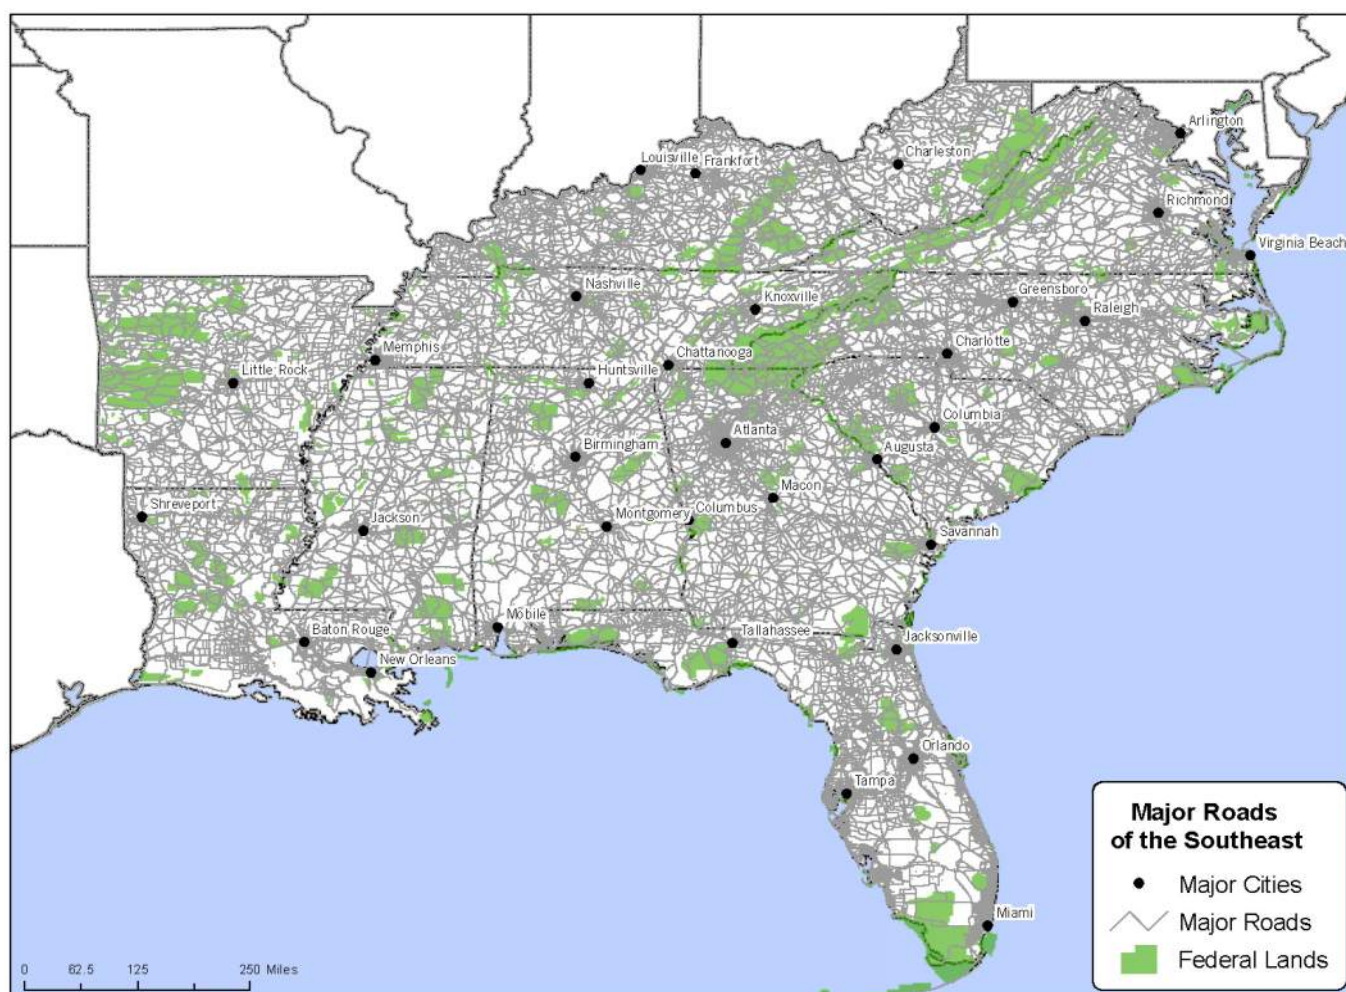 Arlington
Charleston
Louisville
Frankfort
Richmond
Virginia Beach
Nashville
Knoxville
Greensboro
Raleigh
Memphis
Chattanooga
Charlotte
Little Rock
Huntsville
Columbia
Birmingham
Atlanta
Augusta
Macon
Shreveport
Jackson
Montgomery
Columbus
Savannah
Mobile
Baton Rouge
Tallahassee
Jacksonville
New Orleans
Orlando
Tampa
Miami
Major Roads
of the Southeast
Major Cities
Major Roads
Federal Lands
0 62.5 125 250 Miles